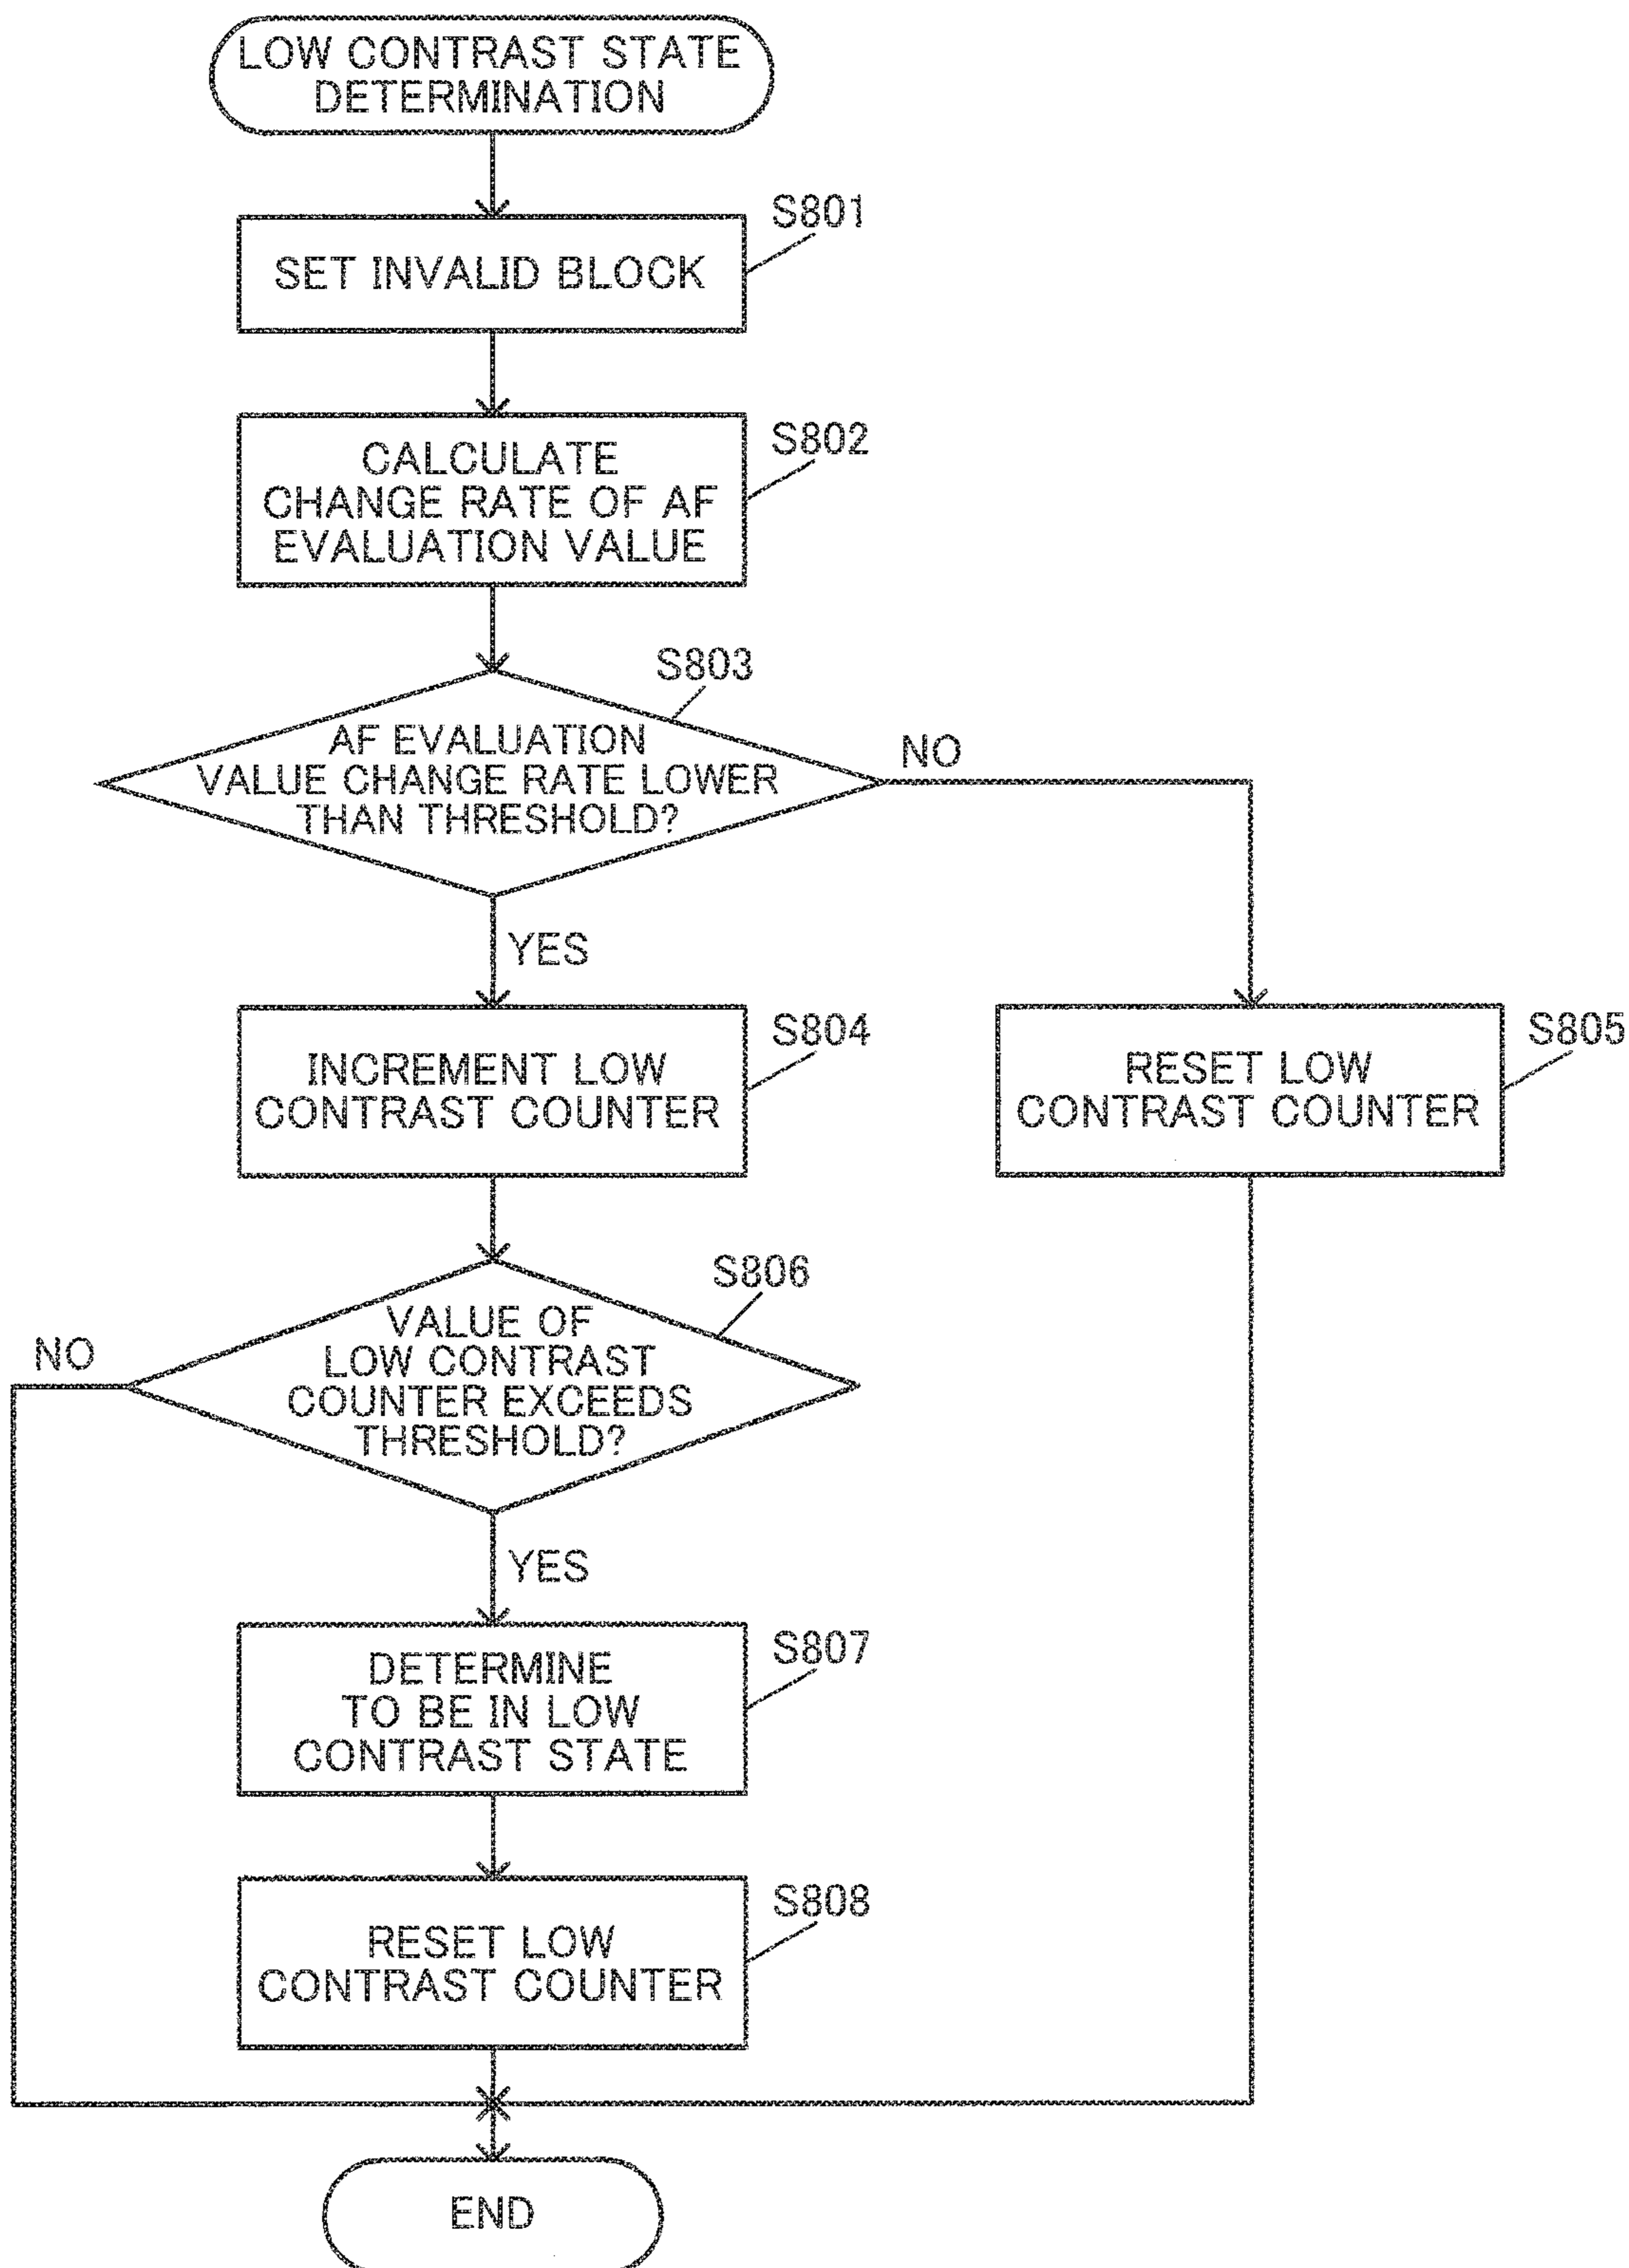 LOW CONTRAST STATE
DETERMINATION
S801
SET INVALID BLOCK
S802
CALCULATE
CHANGE RATE OF AF
EVALUATION VALUE
S803
AF EVALUATION
VALUE CHANGE RATE LOWER
THAN THRESHOLD?
NO
YES
S804
INCREMENT LOW
CONTRAST COUNTER
S805
RESET LOW
CONTRAST COUNTER
S806
VALUE OF
LOW CONTRAST
COUNTER EXCEEDS
THRESHOLD?
NO
YES
S807
DETERMINE
TO BE IN LOW
CONTRAST STATE
S808
RESET LOW
CONTRAST COUNTER
END